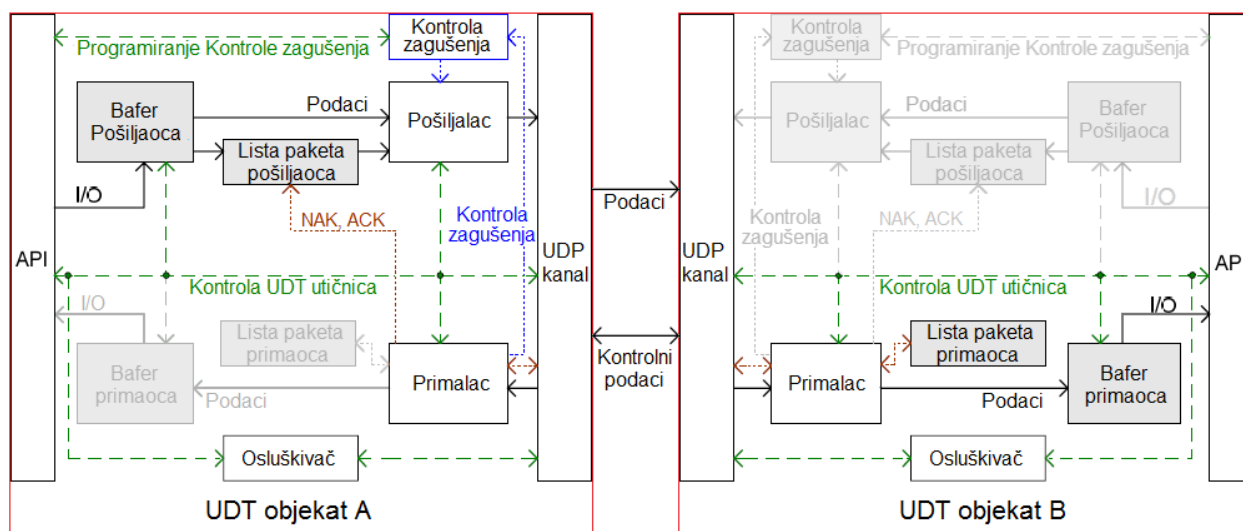 Kontrola
zagušenja
Programiranje Kontrole zagušenja
Bafer
Pošiljaoca
Podaci
Pošiljalac
Lista paketa
pošiljaoca
I/O
NAK, ACK
Kontrola
zagušenja
API
UDP
kanal
Kontrola UDT utičnica
I/O
Lista paketa
primaoca
Bafer
primaoca
Podaci
Primalac
Osluškivač
UDT objekat A
Podaci
Kontrolni
podaci
Kontrola
zagušenja
Programiranje Kontrole zagušenja
Pošiljalac
Podaci
Bafer
Pošiljaoca
Lista paketa
pošiljaoca
I/O
NAK, ACK
Kontrola
zagušenja
UDP
kanal
AP
Kontrola UDT utičnica
I/O
Lista paketa
primaoca
Primalac
Podaci
Bafer
primaoca
Osluškivač
UDT objekat B